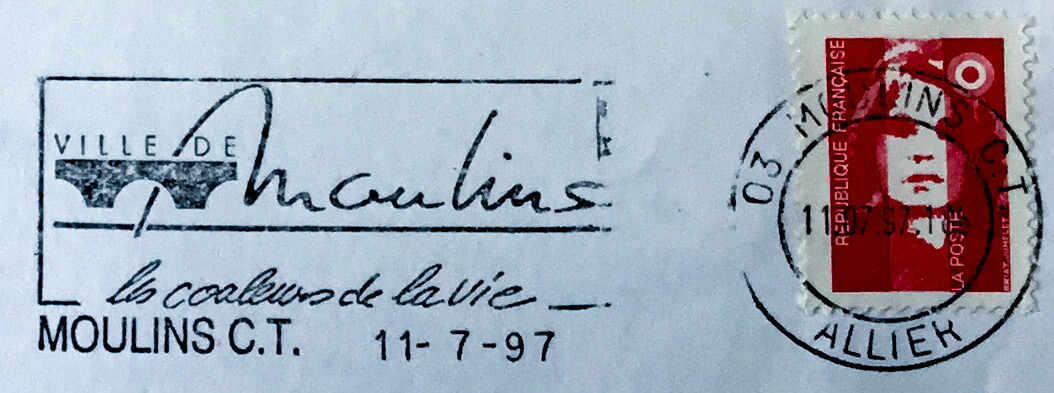 VILLE DE
Moulins
les couleurs de la vie
MOULINS C.T. 11-7-97
03 MOULINS C.T
11.07.97.
ALLIER
RÉPUBLIQUE FRANÇAISE
LA POSTE